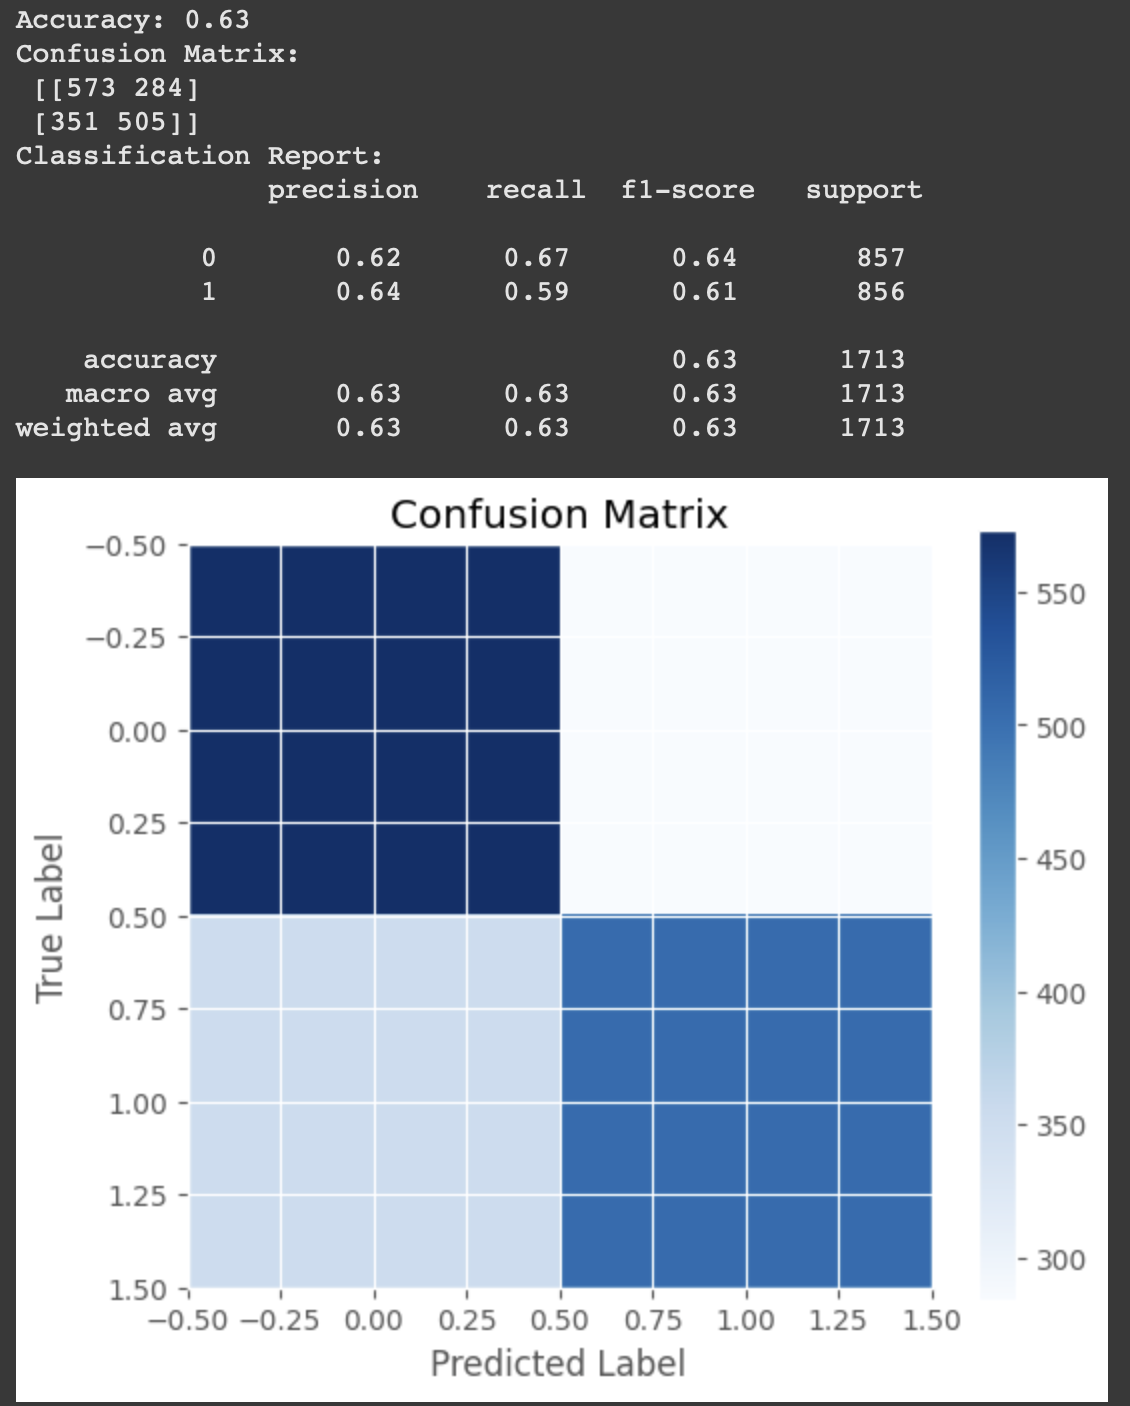 Accuracy: 0.63
Confusion Matrix:
[[573 284]
[351 505]]
Classification Report:
precision recall f1-score support
0 0.62 0.67 0.64 857
1 0.64 0.59 0.61 856
accuracy 0.63 1713
macro avg 0.63 0.63 0.63 1713
weighted avg 0.63 0.63 0.63 1713
Confusion Matrix
−0.50
−0.25
0.00
0.25
0.50
0.75
1.00
1.25
1.50
True Label
−0.50 −0.25 0.00 0.25 0.50 0.75 1.00 1.25 1.50
Predicted Label
550
500
450
400
350
300